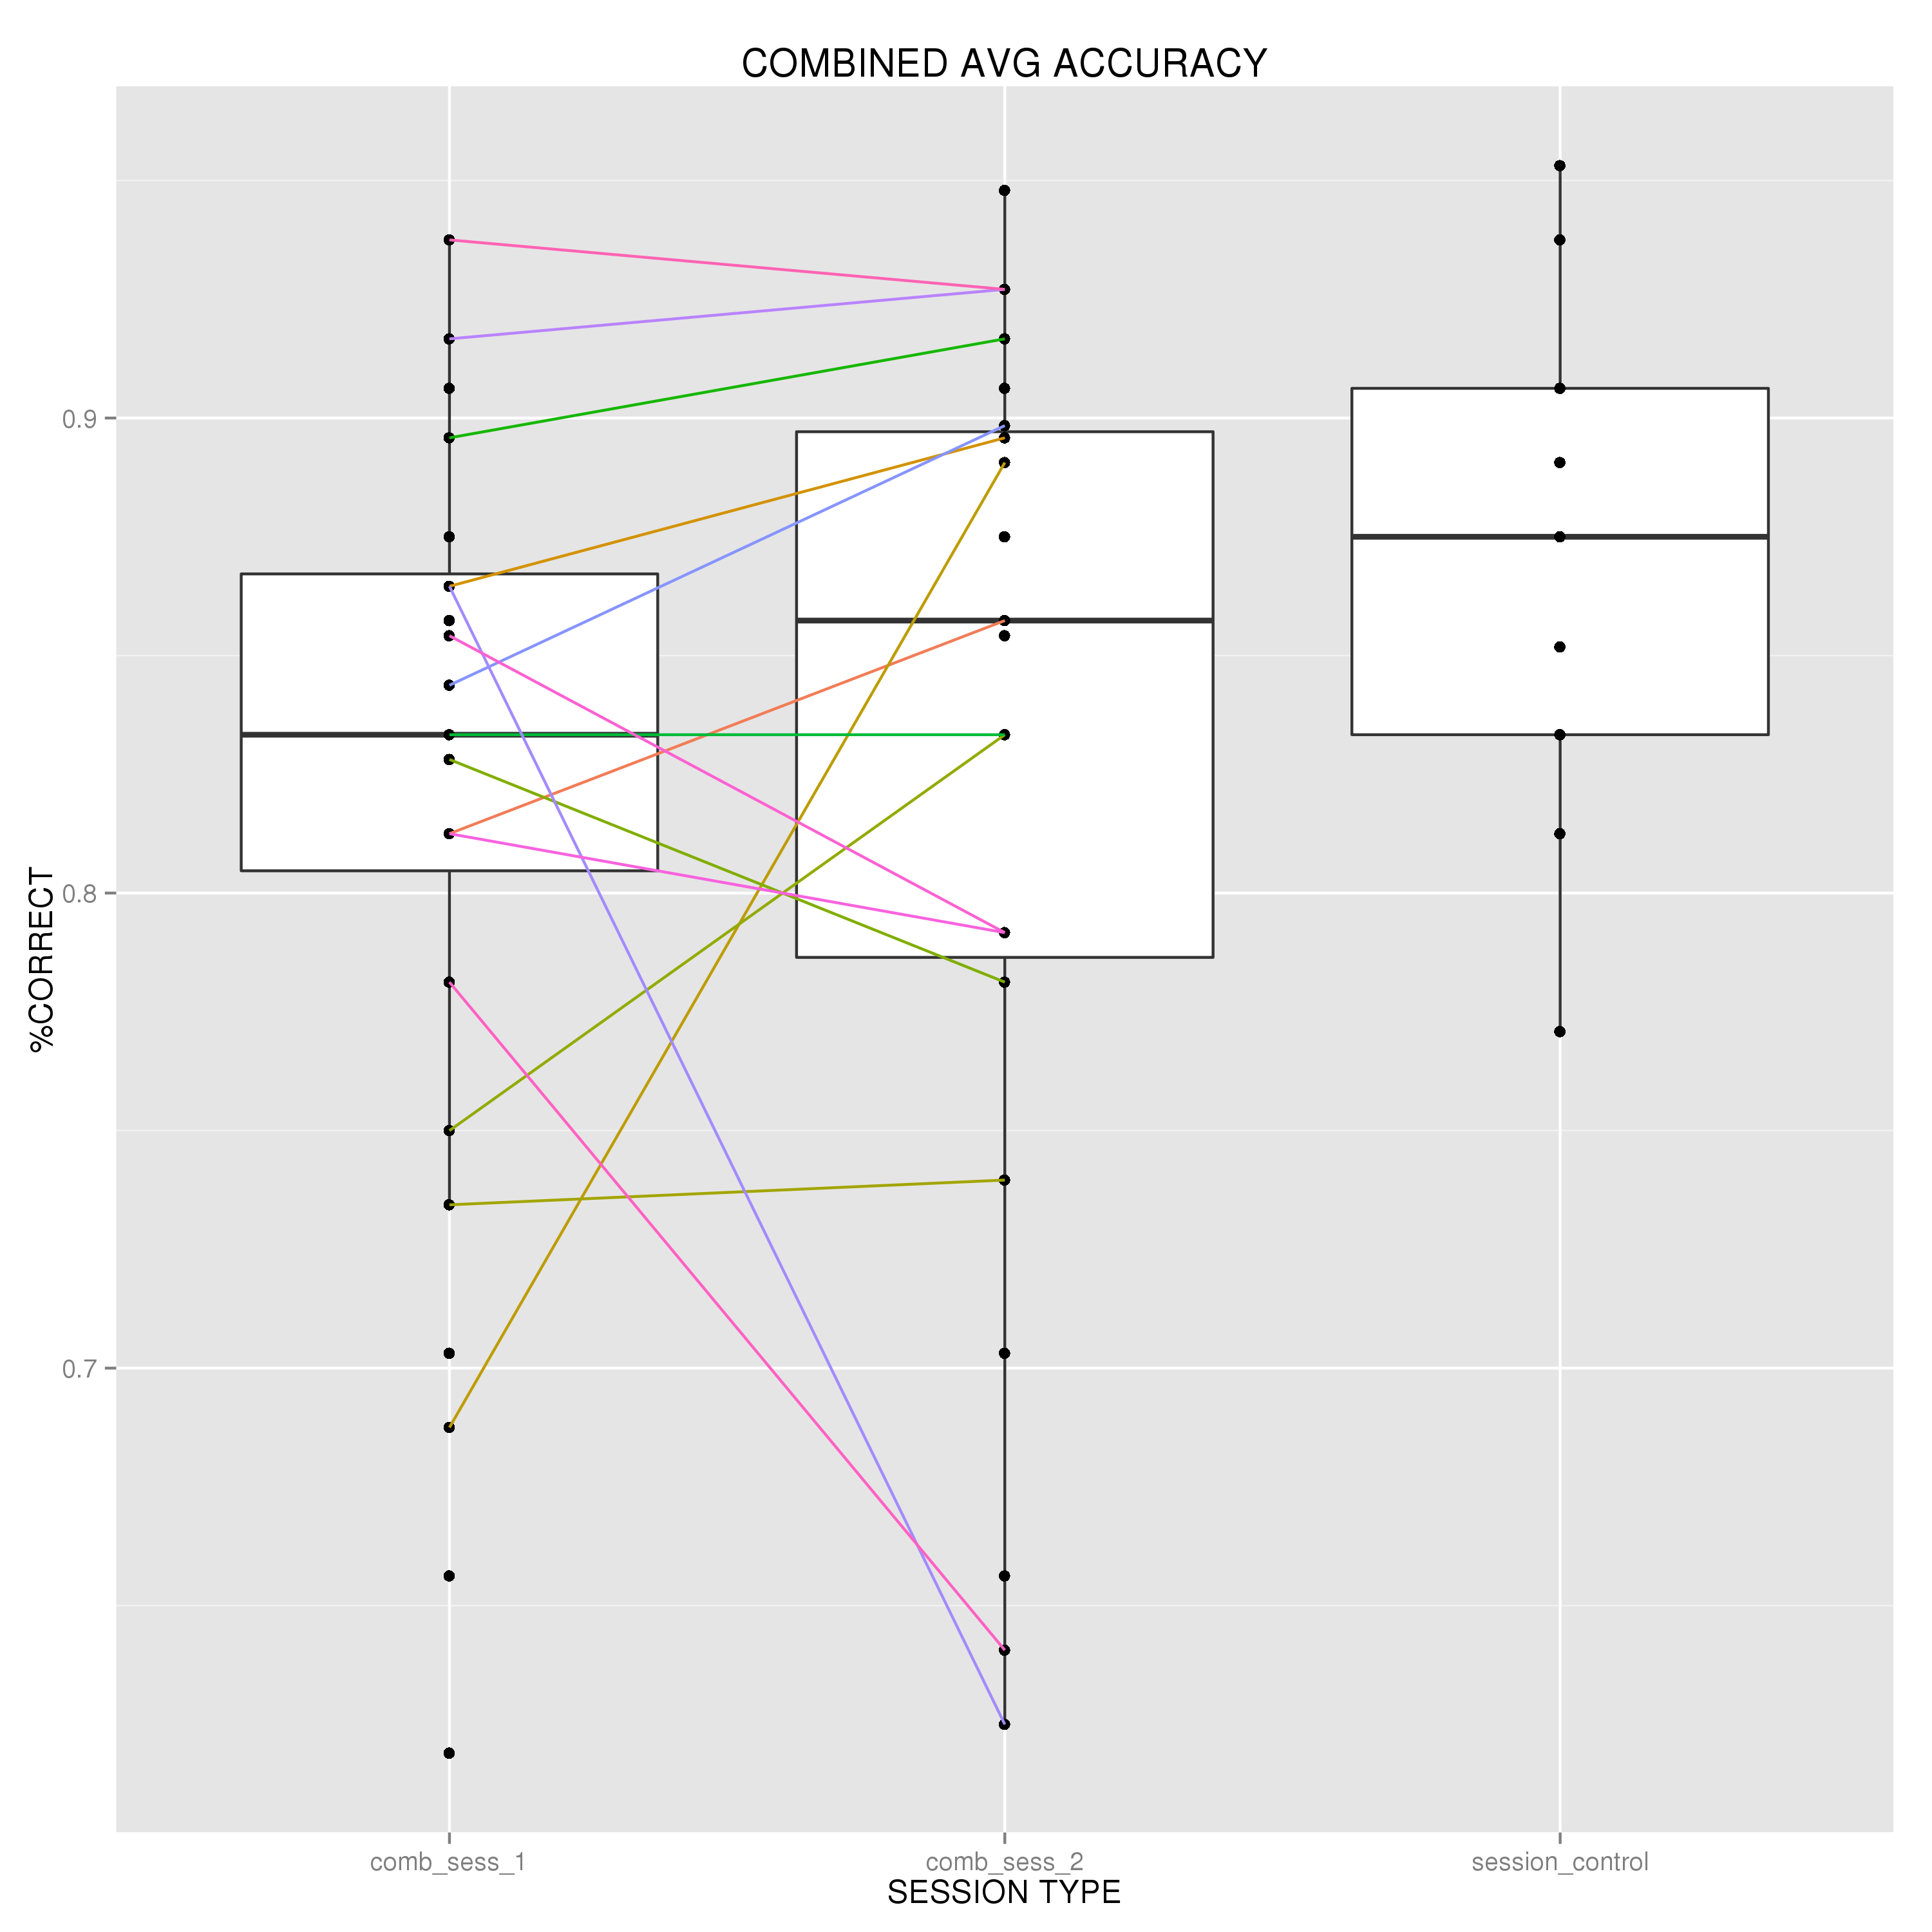 COMBINED AVG ACCURACY
%CORRECT
0.9
0.8
0.7
comb_sess_1
comb_sess_2
session_control
SESSION TYPE